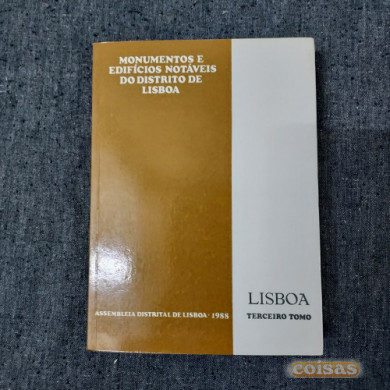 MONUMENTOS E
EDIFÍCIOS NOTÁVEIS
DO DISTRITO DE
LISBOA
LISBOA
TERCEIRO TOMO
ASSEMBLEIA DISTRITAL DE LISBOA · 1988
coisas